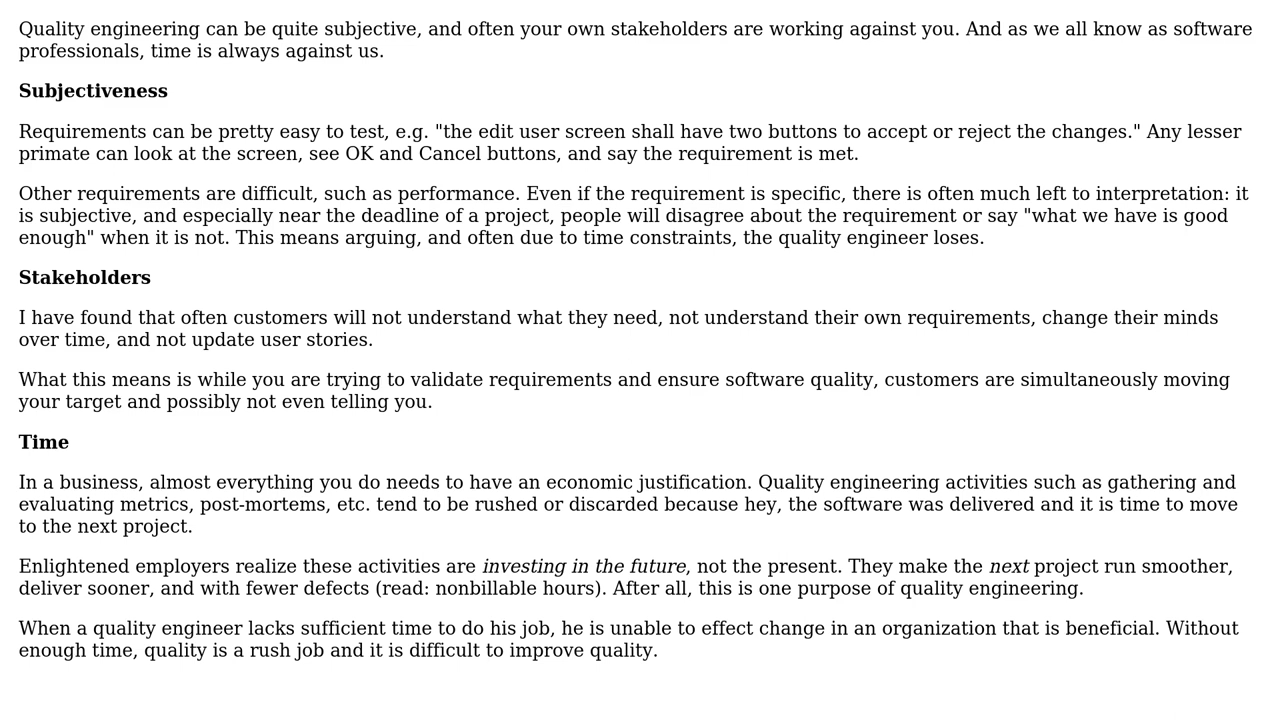 Quality engineering can be quite subjective, and often your own stakeholders are working against you. And as we all know as software
professionals, time is always against us.
Subjectiveness
Requirements can be pretty easy to test, e.g. "the edit user screen shall have two buttons to accept or reject the changes." Any lesser
primate can look at the screen, see OK and Cancel buttons, and say the requirement is met.
Other requirements are difficult, such as performance. Even if the requirement is specific, there is often much left to interpretation: it
is subjective, and especially near the deadline of a project, people will disagree about the requirement or say "what we have is good
enough" when it is not. This means arguing, and often due to time constraints, the quality engineer loses.
Stakeholders
I have found that often customers will not understand what they need, not understand their own requirements, change their minds
over time, and not update user stories.
What this means is while you are trying to validate requirements and ensure software quality, customers are simultaneously moving
your target and possibly not even telling you.
Time
In a business, almost everything you do needs to have an economic justification. Quality engineering activities such as gathering and
evaluating metrics, post-mortems, etc. tend to be rushed or discarded because hey, the software was delivered and it is time to move
to the next project.
Enlightened employers realize these activities are investing in the future, not the present. They make the next project run smoother,
deliver sooner, and with fewer defects (read: nonbillable hours). After all, this is one purpose of quality engineering.
When a quality engineer lacks sufficient time to do his job, he is unable to effect change in an organization that is beneficial. Without
enough time, quality is a rush job and it is difficult to improve quality.